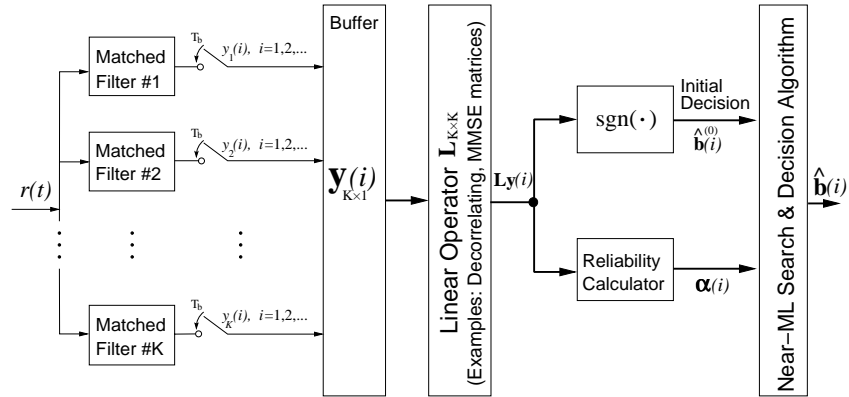 r(t)
Matched
Filter #1
T_b
y_1(i), i=1,2,...
Matched
Filter #2
T_b
y_2(i), i=1,2,...
Matched
Filter #K
T_b
y_K(i), i=1,2,...
Buffer
y(i)
K×1
Linear Operator L_{K×K}
(Examples: Decorrelating, MMSE matrices)
Ly(i)
sgn(·)
Initial
Decision
b̂^{(0)}(i)
Reliability
Calculator
α(i)
Near−ML Search & Decision Algorithm
b̂(i)